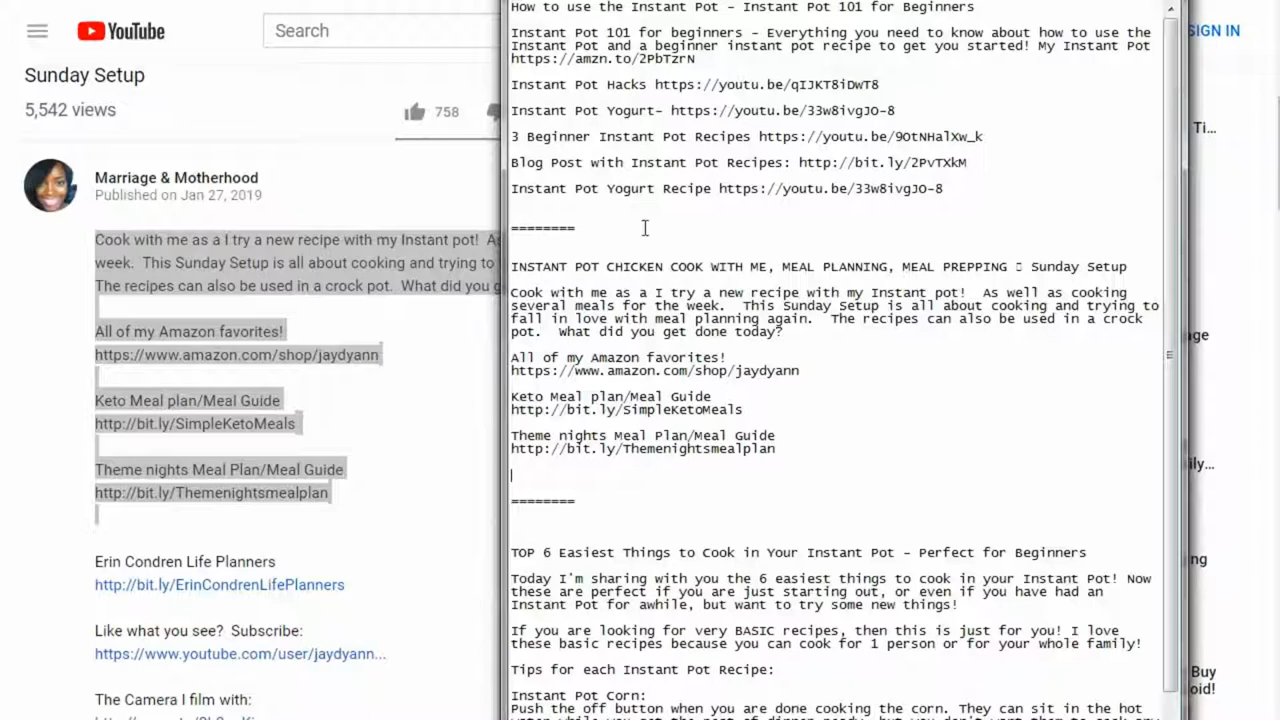 YouTube
Search
SIGN IN
Sunday Setup
5,542 views
758
Marriage & Motherhood
Published on Jan 27, 2019
Cook with me as a I try a new recipe with my Instant pot! As
week. This Sunday Setup is all about cooking and trying to
The recipes can also be used in a crock pot. What did you g
All of my Amazon favorites!
https://www.amazon.com/shop/jaydyann
Keto Meal plan/Meal Guide
http://bit.ly/SimpleKetoMeals
Theme nights Meal Plan/Meal Guide
http://bit.ly/Themenightsmealplan
Erin Condren Life Planners
http://bit.ly/ErinCondrenLifePlanners
Like what you see? Subscribe:
https://www.youtube.com/user/jaydyann...
The Camera I film with:
How to use the Instant Pot - Instant Pot 101 for Beginners
Instant Pot 101 for beginners - Everything you need to know about how to use the
Instant Pot and a beginner instant pot recipe to get you started! My Instant Pot
https://amzn.to/2PbTzrN
Instant Pot Hacks https://youtu.be/qIJKT8iDwT8
Instant Pot Yogurt- https://youtu.be/33w8ivgJO-8
3 Beginner Instant Pot Recipes https://youtu.be/9OtNHalXw_k
Blog Post with Instant Pot Recipes: http://bit.ly/2PvTXkM
Instant Pot Yogurt Recipe https://youtu.be/33w8ivgJO-8
========
INSTANT POT CHICKEN COOK WITH ME, MEAL PLANNING, MEAL PREPPING Sunday Setup
Cook with me as a I try a new recipe with my Instant pot! As well as cooking
several meals for the week. This Sunday Setup is all about cooking and trying to
fall in love with meal planning again. The recipes can also be used in a crock
pot. What did you get done today?
All of my Amazon favorites!
https://www.amazon.com/shop/jaydyann
Keto Meal plan/Meal Guide
http://bit.ly/SimpleKetoMeals
Theme nights Meal Plan/Meal Guide
http://bit.ly/Themenightsmealplan
========
TOP 6 Easiest Things to Cook in Your Instant Pot - Perfect for Beginners
Today I'm sharing with you the 6 easiest things to cook in your Instant Pot! Now
these are perfect if you are just starting out, or even if you have had an
Instant Pot for awhile, but want to try some new things!
If you are looking for very BASIC recipes, then this is just for you! I love
these basic recipes because you can cook for 1 person or for your whole family!
Tips for each Instant Pot Recipe:
Instant Pot Corn:
Push the off button when you are done cooking the corn. They can sit in the hot
Ti...
age
ily...
ng
Buy
oid!